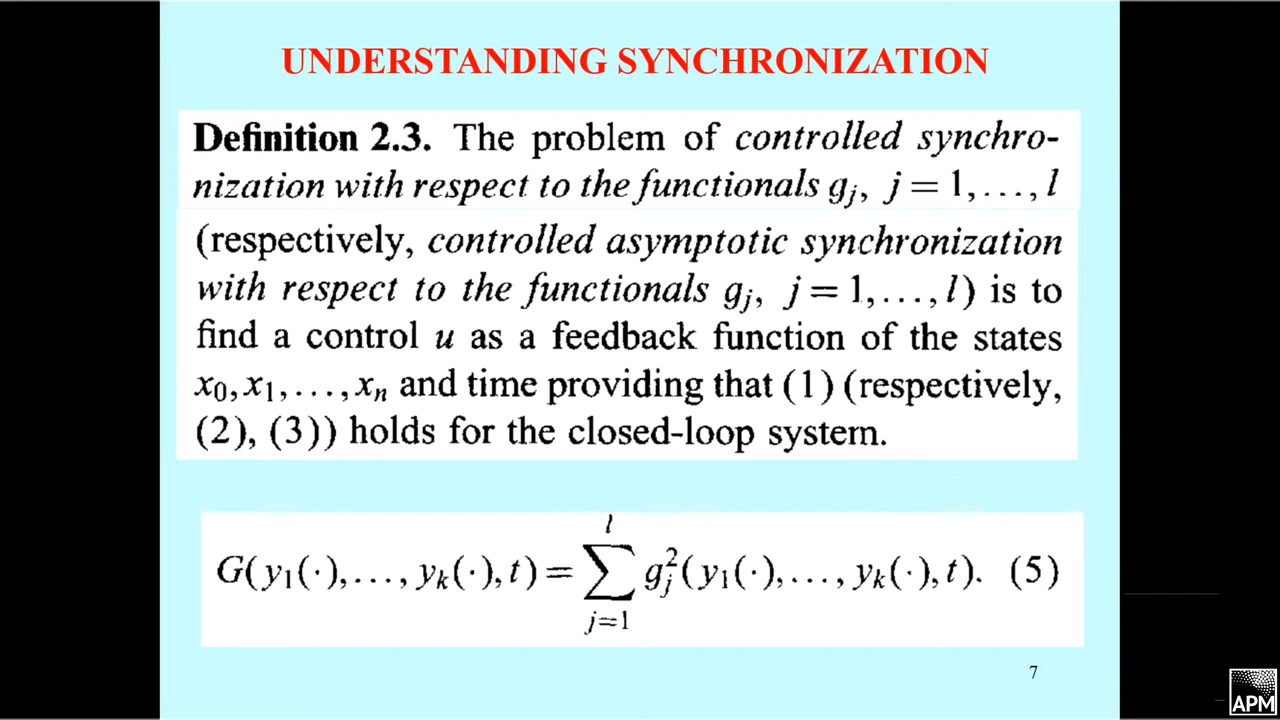 UNDERSTANDING SYNCHRONIZATION
Definition 2.3. The problem of controlled synchro-
nization with respect to the functionals gⱼ, j = 1,...,l
(respectively, controlled asymptotic synchronization
with respect to the functionals gⱼ, j = 1,...,l) is to
find a control u as a feedback function of the states
x₀, x₁,..., xₙ and time providing that (1) (respectively,
(2), (3)) holds for the closed-loop system.
G(y₁(·),..., yₖ(·), t) = ∑_{j=1}^{l} gⱼ²(y₁(·),..., yₖ(·), t). (5)
7
APM